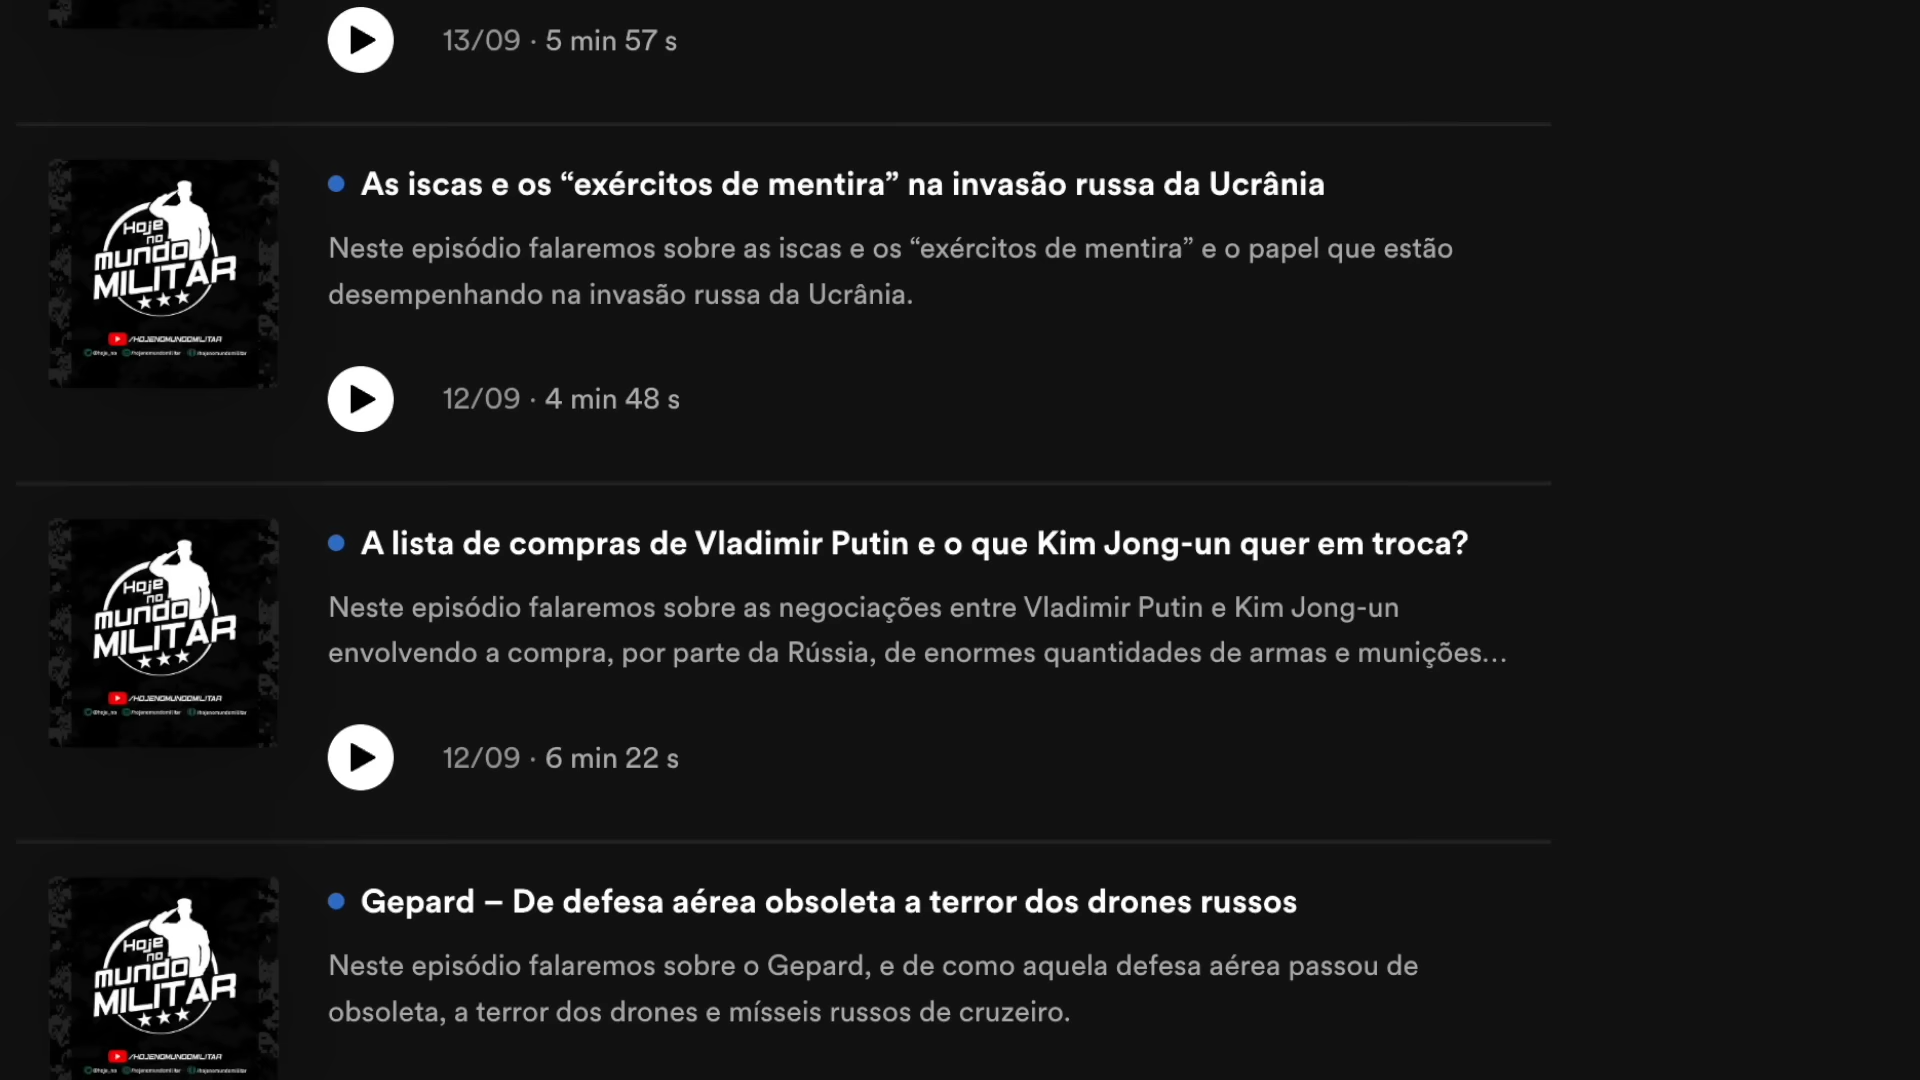 13/09 · 5 min 57 s
As iscas e os “exércitos de mentira” na invasão russa da Ucrânia
Neste episódio falaremos sobre as iscas e os “exércitos de mentira” e o papel que estão
desempenhando na invasão russa da Ucrânia.
Hoje
no
mundo
MILITAR
/HOJENOMUNDOMILITAR
12/09 · 4 min 48 s
A lista de compras de Vladimir Putin e o que Kim Jong-un quer em troca?
Neste episódio falaremos sobre as negociações entre Vladimir Putin e Kim Jong-un
envolvendo a compra, por parte da Rússia, de enormes quantidades de armas e munições...
Hoje
no
mundo
MILITAR
/HOJENOMUNDOMILITAR
12/09 · 6 min 22 s
Gepard – De defesa aérea obsoleta a terror dos drones russos
Neste episódio falaremos sobre o Gepard, e de como aquela defesa aérea passou de
obsoleta, a terror dos drones e mísseis russos de cruzeiro.
Hoje
no
mundo
MILITAR
/HOJENOMUNDOMILITAR